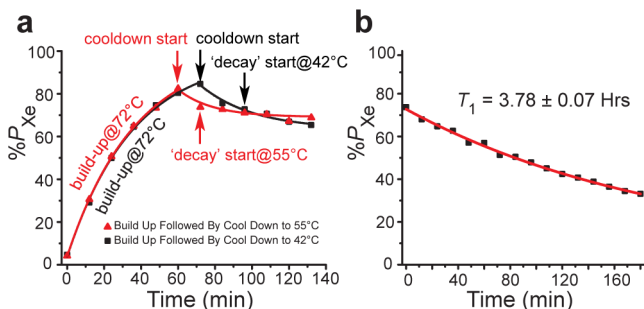 a
cooldown start
cooldown start
'decay' start@42°C
build-up@72°C
build-up@72°C
'decay' start@55°C
Build Up Followed By Cool Down to 55°C
Build Up Followed By Cool Down to 42°C
%PXe
100
80
60
40
20
0
0 20 40 60 80 100 120 140
Time (min)
b
T1 = 3.78 ± 0.07 Hrs
%PXe
100
80
60
40
20
0
0 40 80 120 160
Time (min)